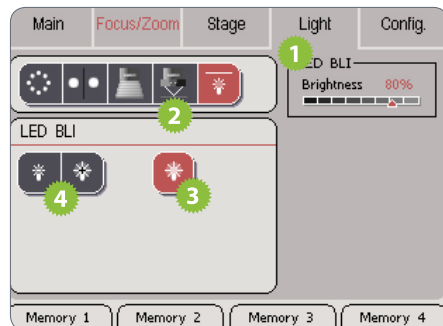 Main Focus/Zoom Stage Light Config.
1
LED BLI
Brightness 80%
2
LED BLI
4
3
Memory 1 Memory 2 Memory 3 Memory 4